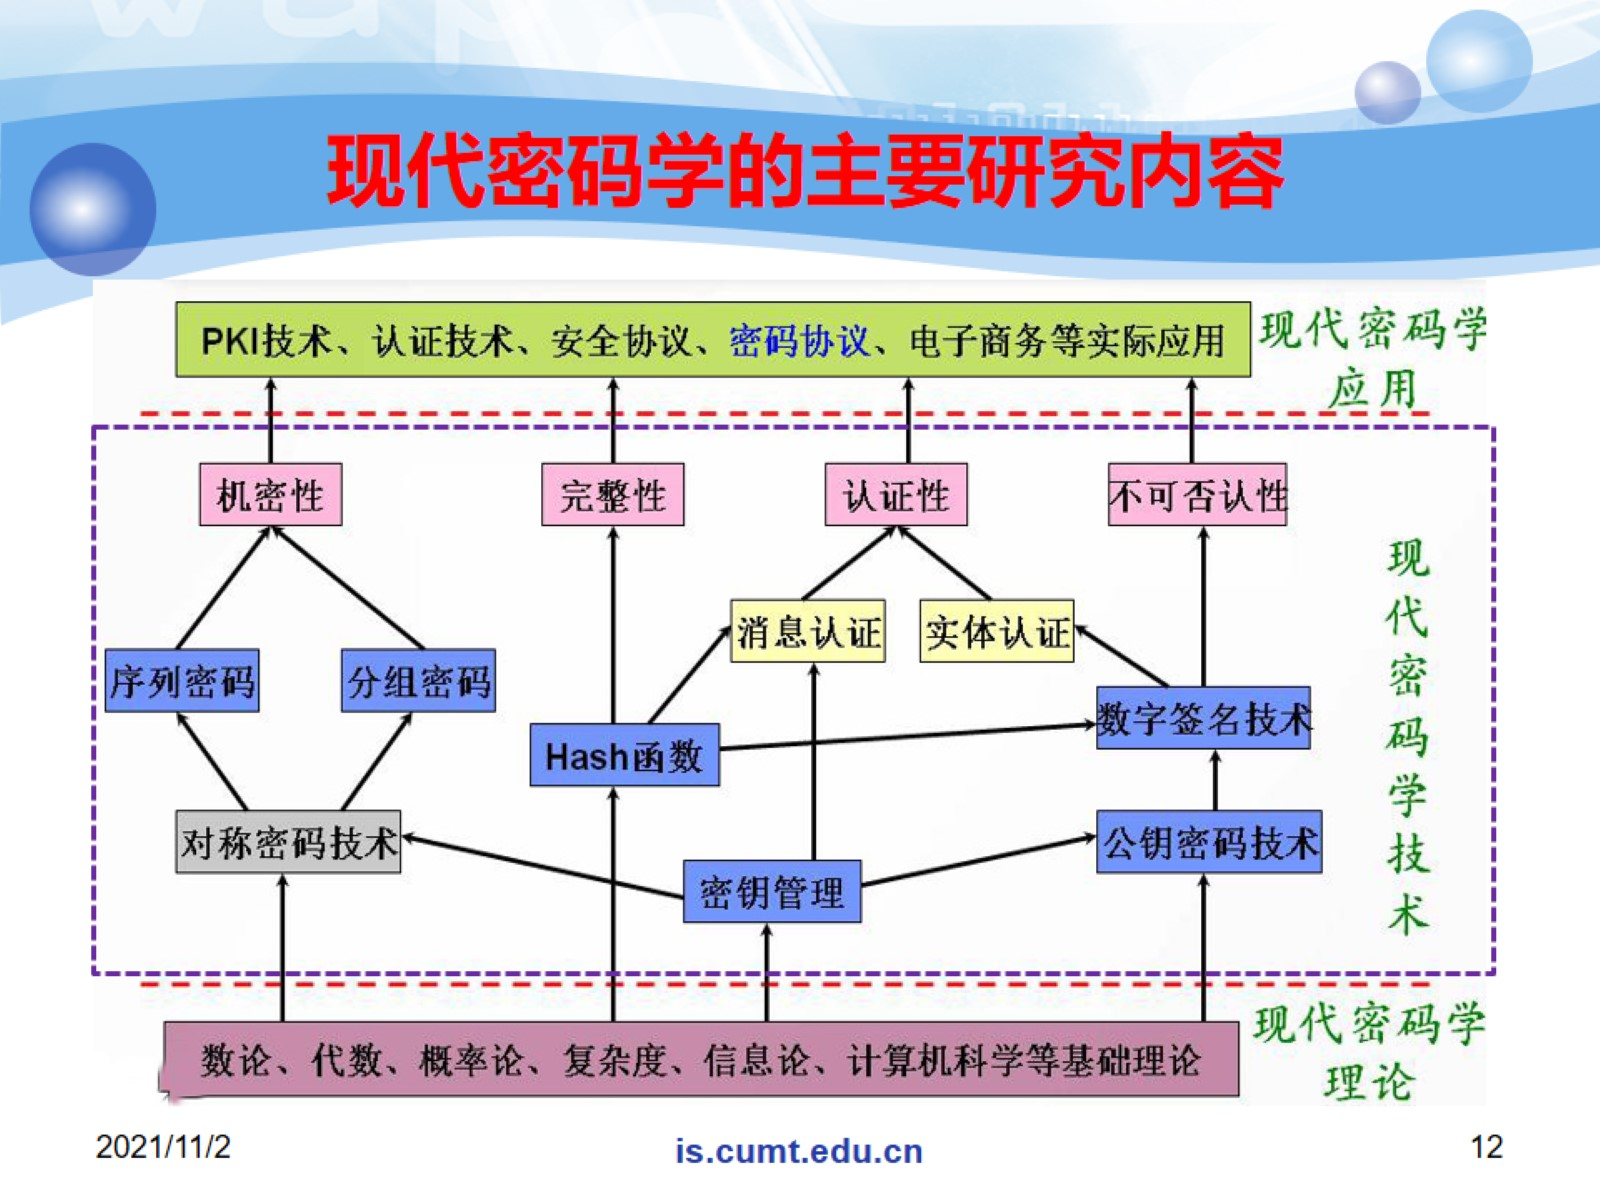 现代密码学的主要研究内容
PKI技术、认证技术、安全协议、密码协议、电子商务等实际应用
现代密码学
应用
机密性
完整性
认证性
不可否认性
消息认证
实体认证
序列密码
分组密码
数字签名技术
Hash函数
对称密码技术
公钥密码技术
密钥管理
现
代
密
码
学
技
术
数论、代数、概率论、复杂度、信息论、计算机科学等基础理论
现代密码学
理论
2021/11/2
is.cumt.edu.cn
12